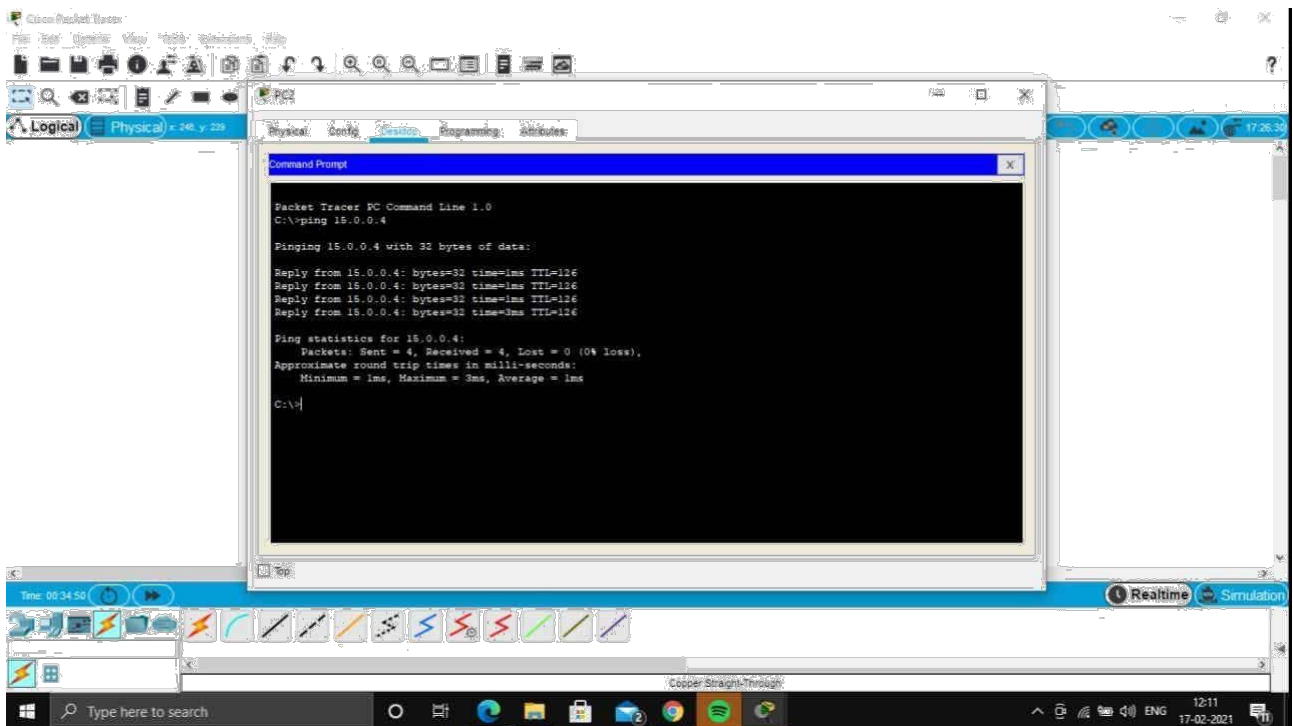 Cisco Packet Tracer
File Edit Options View Tools Extensions Help
?
PC2
Logical
Physical x: 248, y: 239
17:26:30
Physical Config Desktop Programming Attributes
Command Prompt
X
Packet Tracer PC Command Line 1.0
C:\>ping 15.0.0.4
Pinging 15.0.0.4 with 32 bytes of data:
Reply from 15.0.0.4: bytes=32 time=1ms TTL=126
Reply from 15.0.0.4: bytes=32 time=1ms TTL=126
Reply from 15.0.0.4: bytes=32 time=1ms TTL=126
Reply from 15.0.0.4: bytes=32 time=3ms TTL=126
Ping statistics for 15.0.0.4:
Packets: Sent = 4, Received = 4, Lost = 0 (0% loss),
Approximate round trip times in milli-seconds:
Minimum = 1ms, Maximum = 3ms, Average = 1ms
C:\>
Top
Time: 00:34:50
Realtime
Simulation
Copper Straight-Through
Type here to search
ENG
12:11
17-02-2021